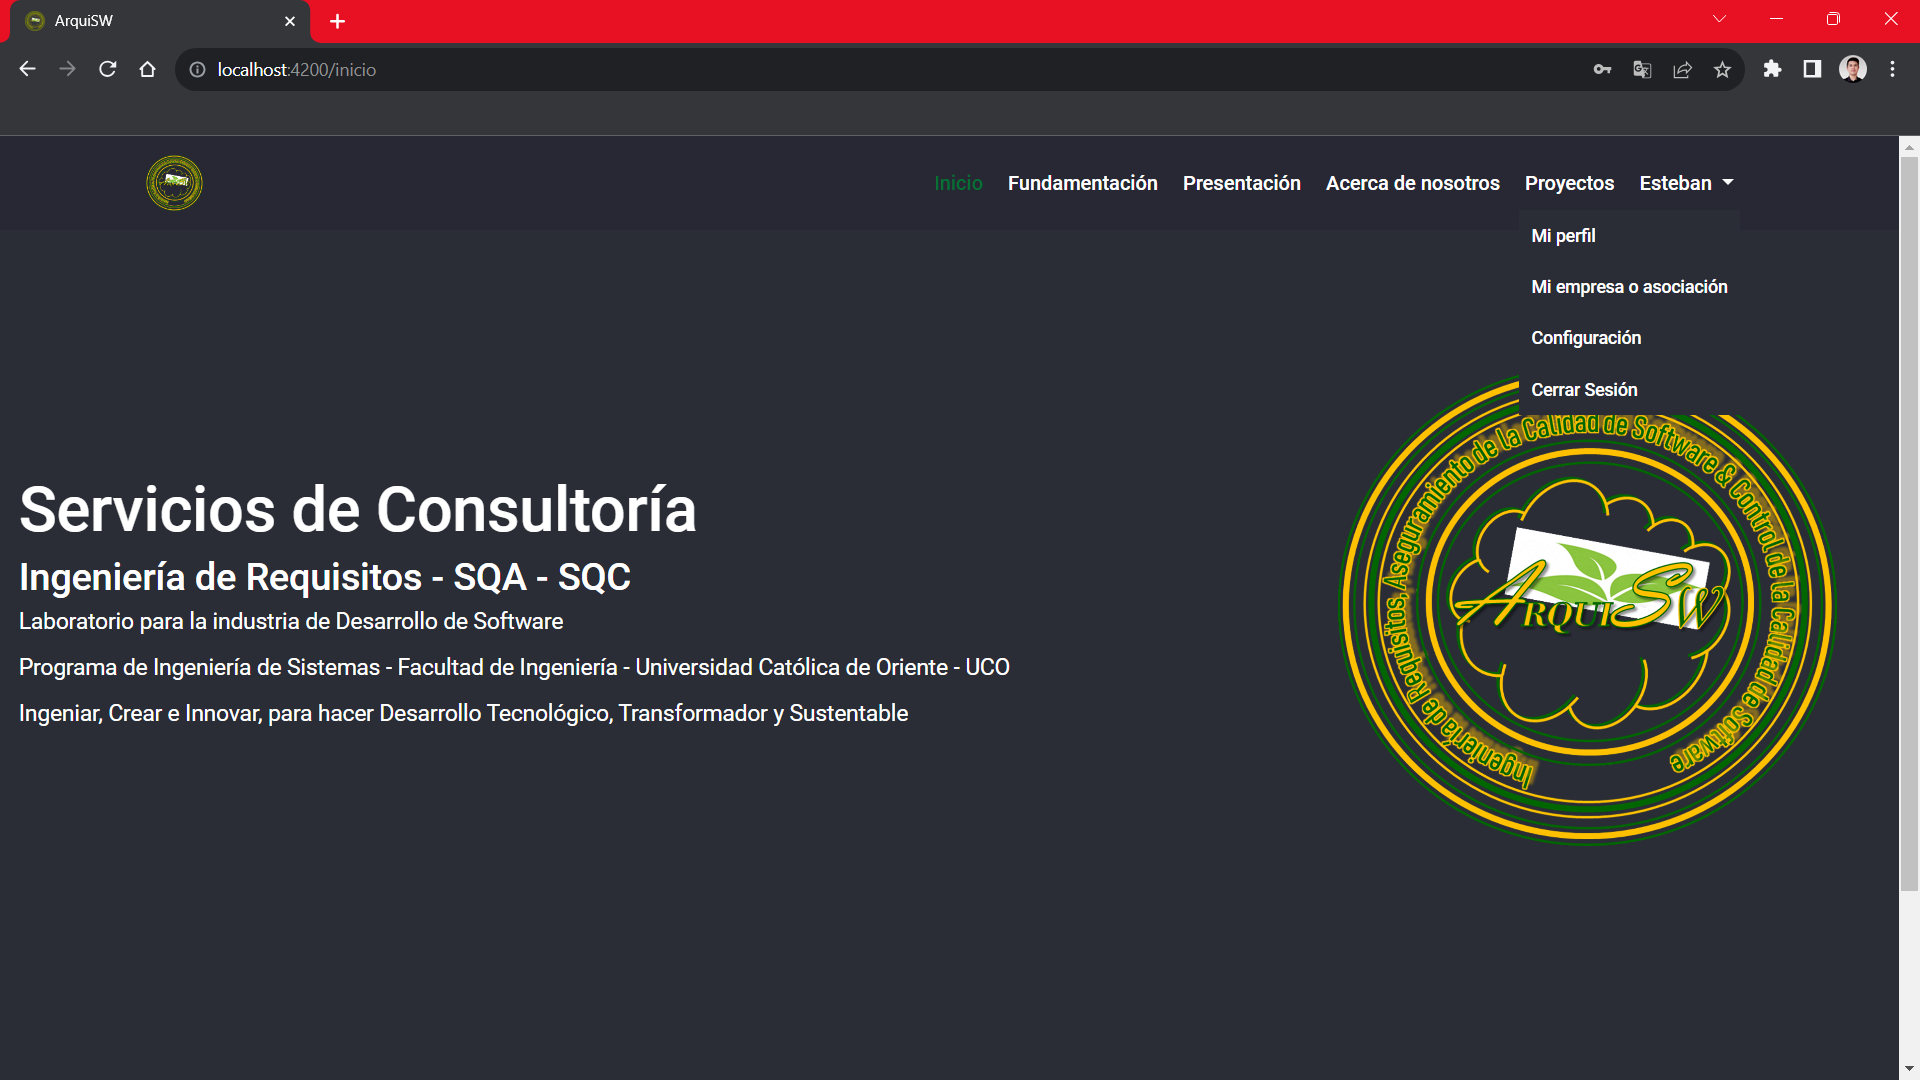 ArquiSW
localhost:4200/inicio
Inicio Fundamentación Presentación Acerca de nosotros Proyectos Esteban
Mi perfil
Mi empresa o asociación
Configuración
Cerrar Sesión
Servicios de Consultoría
Ingeniería de Requisitos - SQA - SQC
Laboratorio para la industria de Desarrollo de Software
Programa de Ingeniería de Sistemas - Facultad de Ingeniería - Universidad Católica de Oriente - UCO
Ingeniar, Crear e Innovar, para hacer Desarrollo Tecnológico, Transformador y Sustentable
Ingeniería de Requisitos, Aseguramiento de la Calidad de Software & Control de la Calidad de Software
ArquiSW